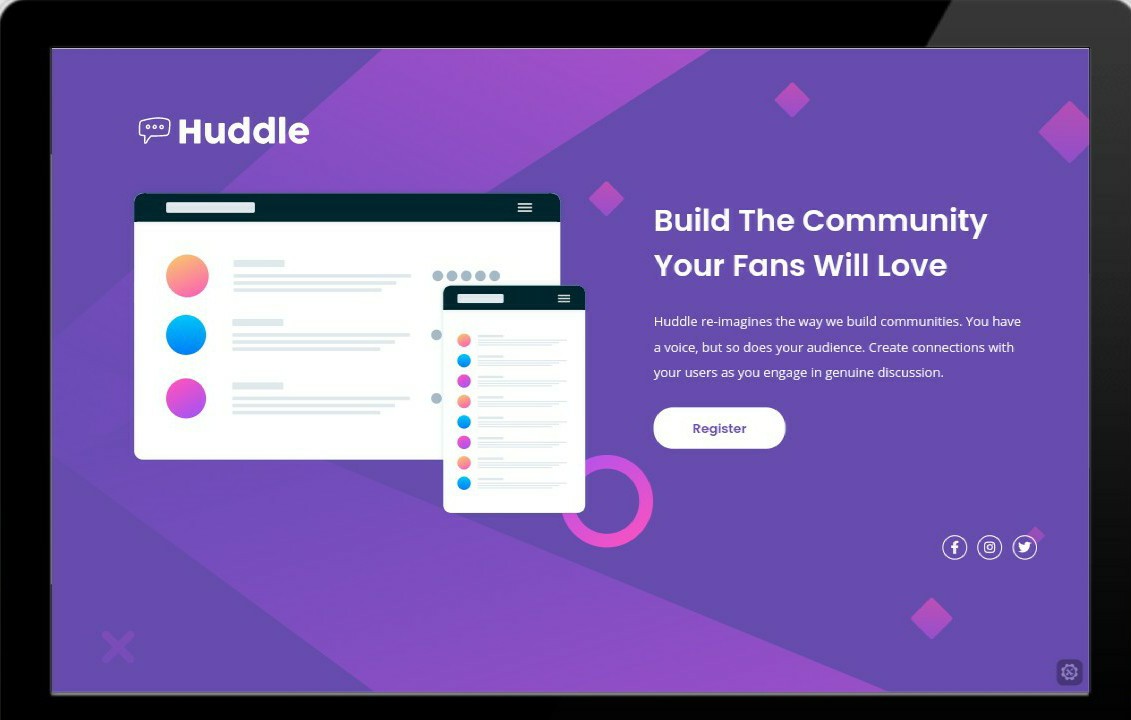 Huddle
Build The Community
Your Fans Will Love
Huddle re-imagines the way we build communities. You have
a voice, but so does your audience. Create connections with
your users as you engage in genuine discussion.
Register